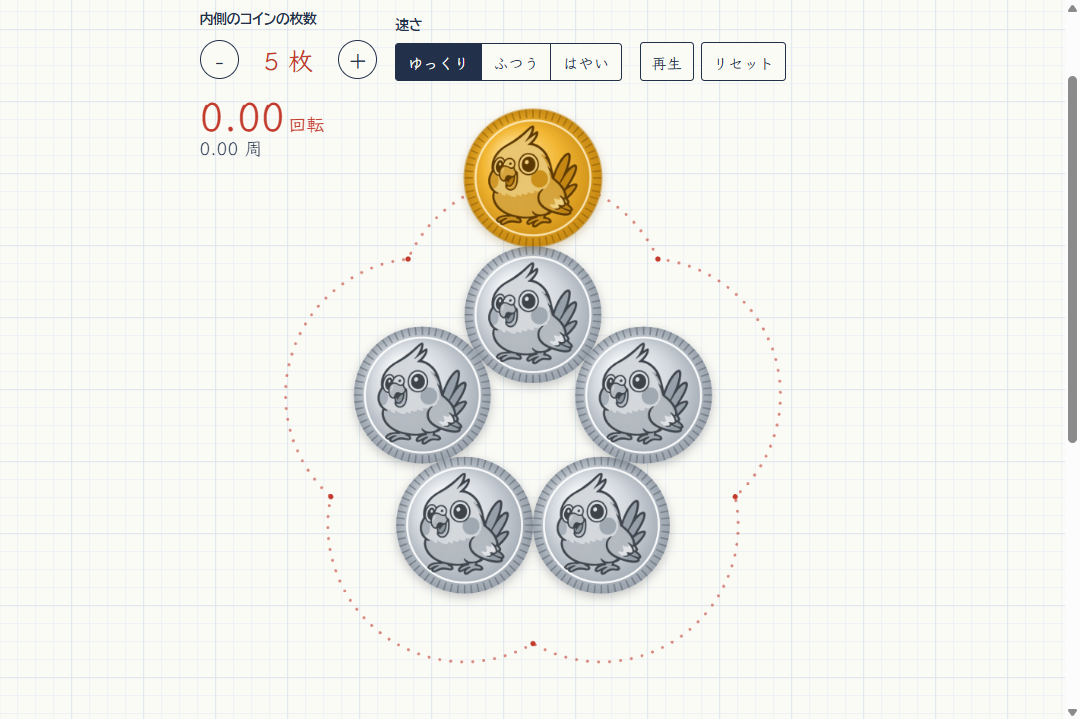 内側のコインの枚数
速さ
- 5 枚 + ゆっくり ふつう はやい 再生 リセット
0.00 回転
0.00 周